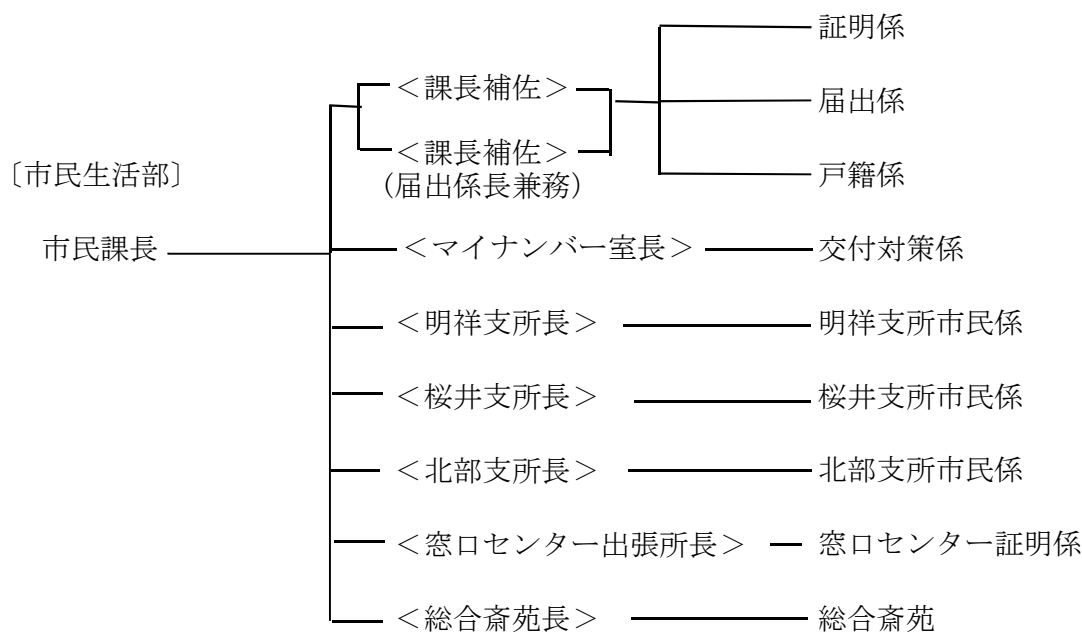 証明係
<課長補佐>
届出係
<課長補佐>
(届出係長兼務)
戸籍係
〔市民生活部〕
市民課長
<マイナンバー室長>
交付対策係
<明祥支所長>
明祥支所市民係
<桜井支所長>
桜井支所市民係
<北部支所長>
北部支所市民係
<窓口センター出張所長>
窓口センター証明係
<総合斎苑長>
総合斎苑